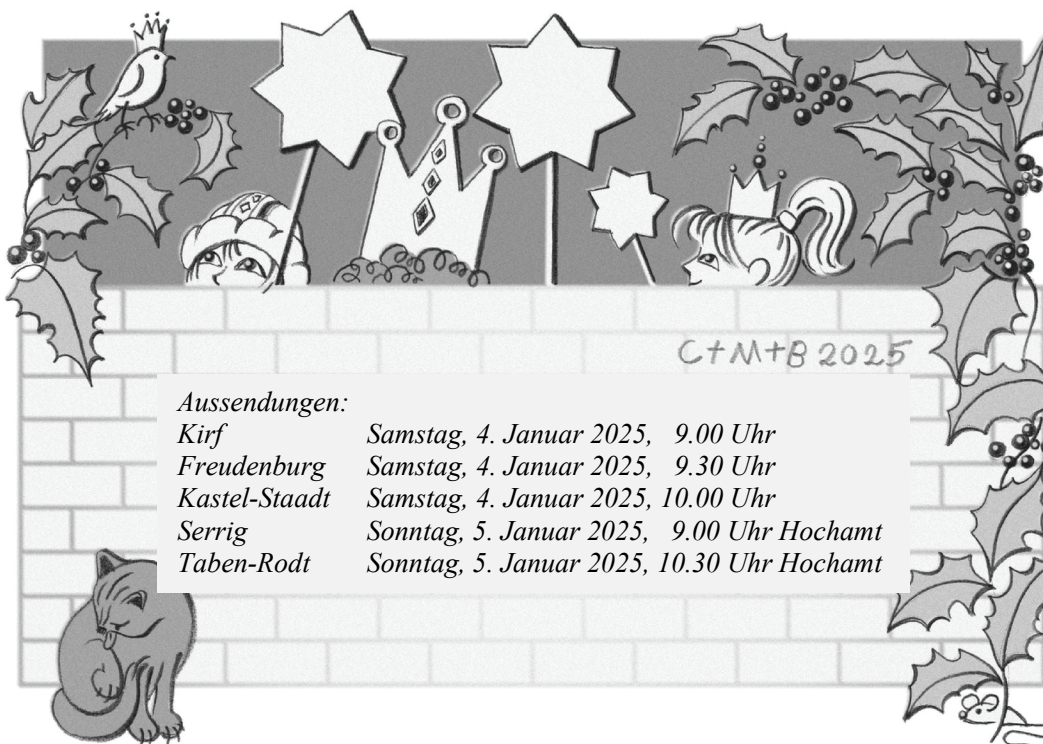 C+M+B 2025
Aussendungen:
Kirf Samstag, 4. Januar 2025, 9.00 Uhr
Freudenburg Samstag, 4. Januar 2025, 9.30 Uhr
Kastel-Staadt Samstag, 4. Januar 2025, 10.00 Uhr
Serrig Sonntag, 5. Januar 2025, 9.00 Uhr Hochamt
Taben-Rodt Sonntag, 5. Januar 2025, 10.30 Uhr Hochamt